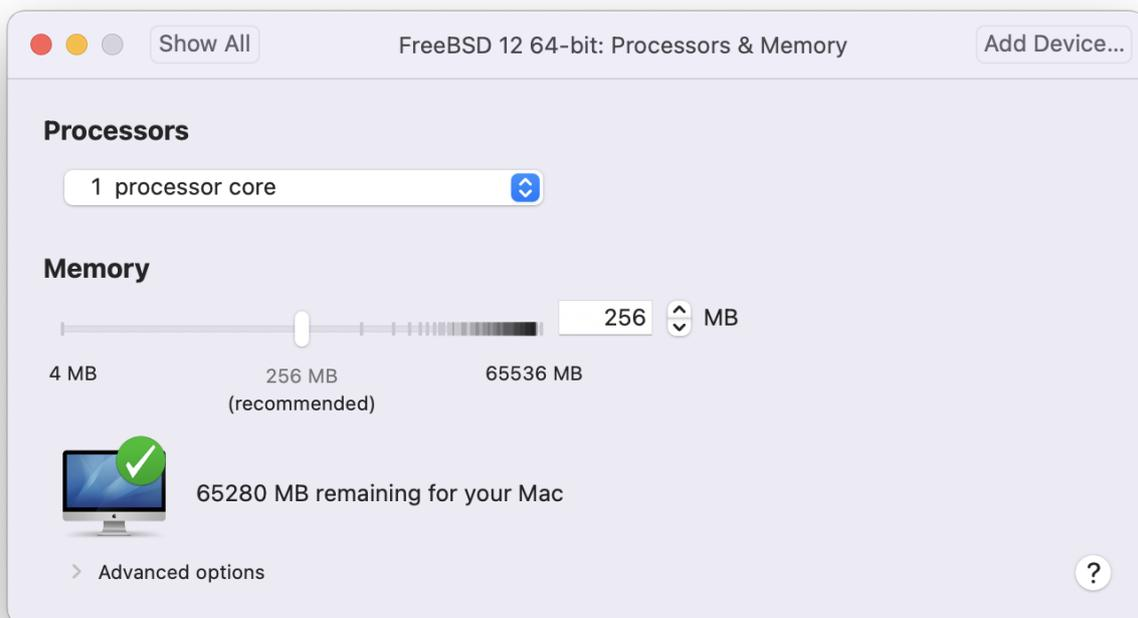 Show All
FreeBSD 12 64-bit: Processors & Memory
Add Device...
Processors
1 processor core
Memory
256
MB
4 MB
256 MB
(recommended)
65536 MB
65280 MB remaining for your Mac
Advanced options
?